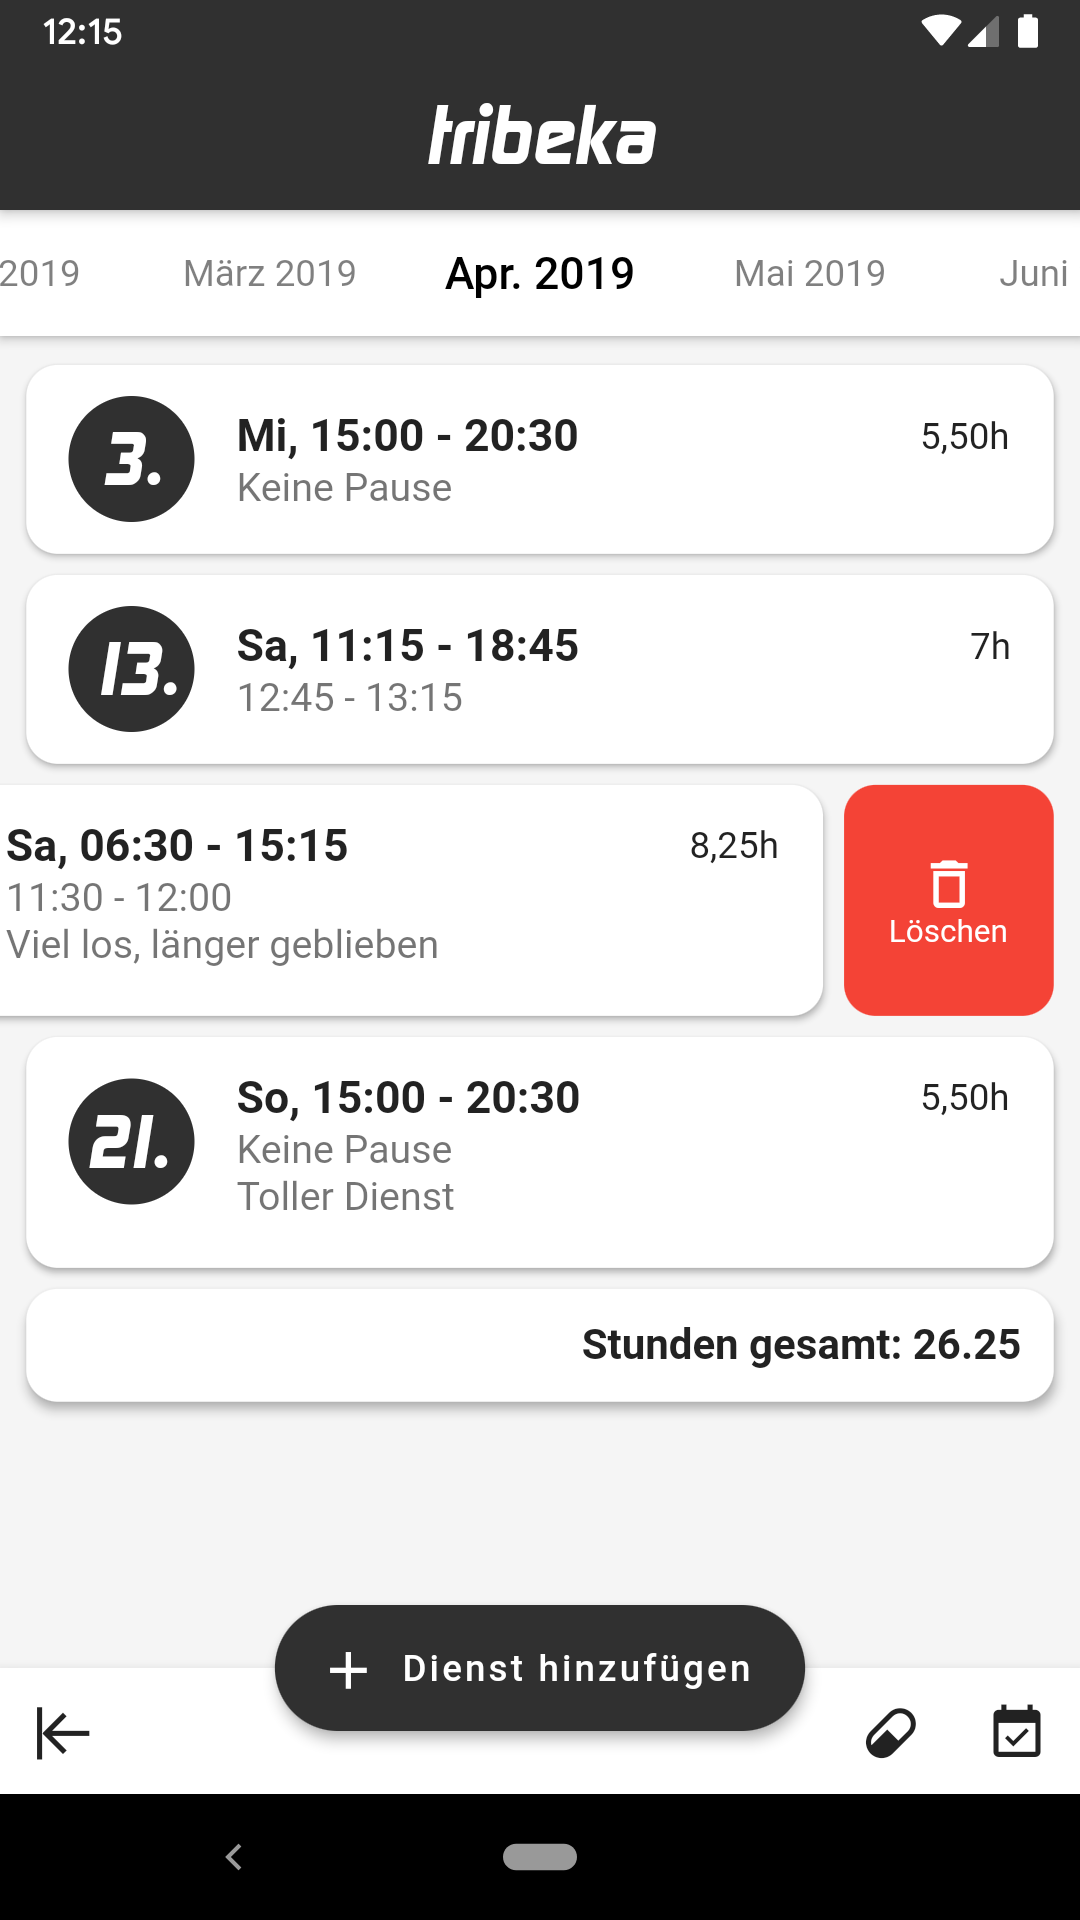 12:15
tribeka
2019 März 2019 Apr. 2019 Mai 2019 Juni
3. Mi, 15:00 - 20:30 5,50h
Keine Pause
13. Sa, 11:15 - 18:45 7h
12:45 - 13:15
Sa, 06:30 - 15:15 8,25h
11:30 - 12:00
Viel los, länger geblieben
Löschen
21. So, 15:00 - 20:30 5,50h
Keine Pause
Toller Dienst
Stunden gesamt: 26.25
Dienst hinzufügen